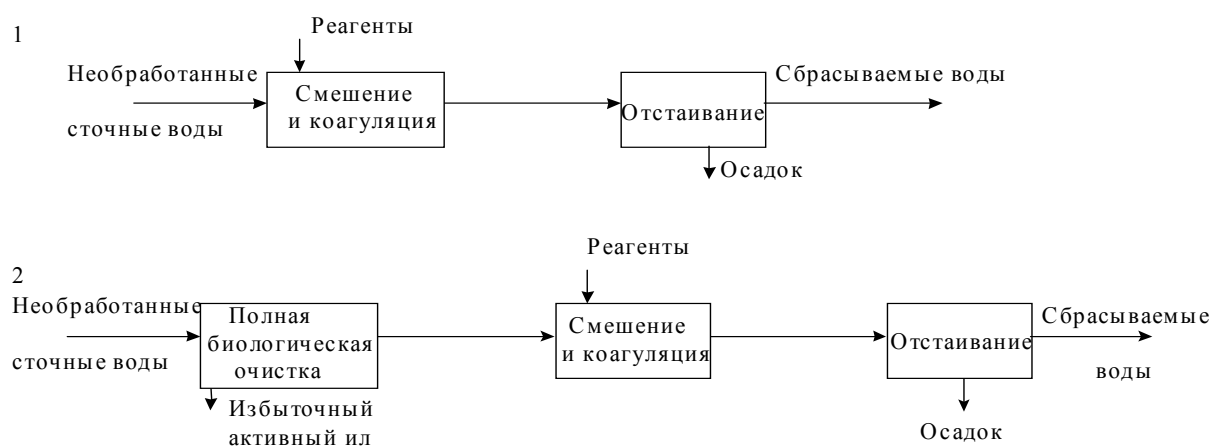 1
Реагенты
Необработанные
сточные воды
Смешение
и коагуляция
Отстаивание
Сбрасываемые воды
Осадок
2
Реагенты
Необработанные
сточные воды
Полная
биологическая
очистка
Избыточный
активный ил
Смешение
и коагуляция
Отстаивание
Сбрасываемые
воды
Осадок